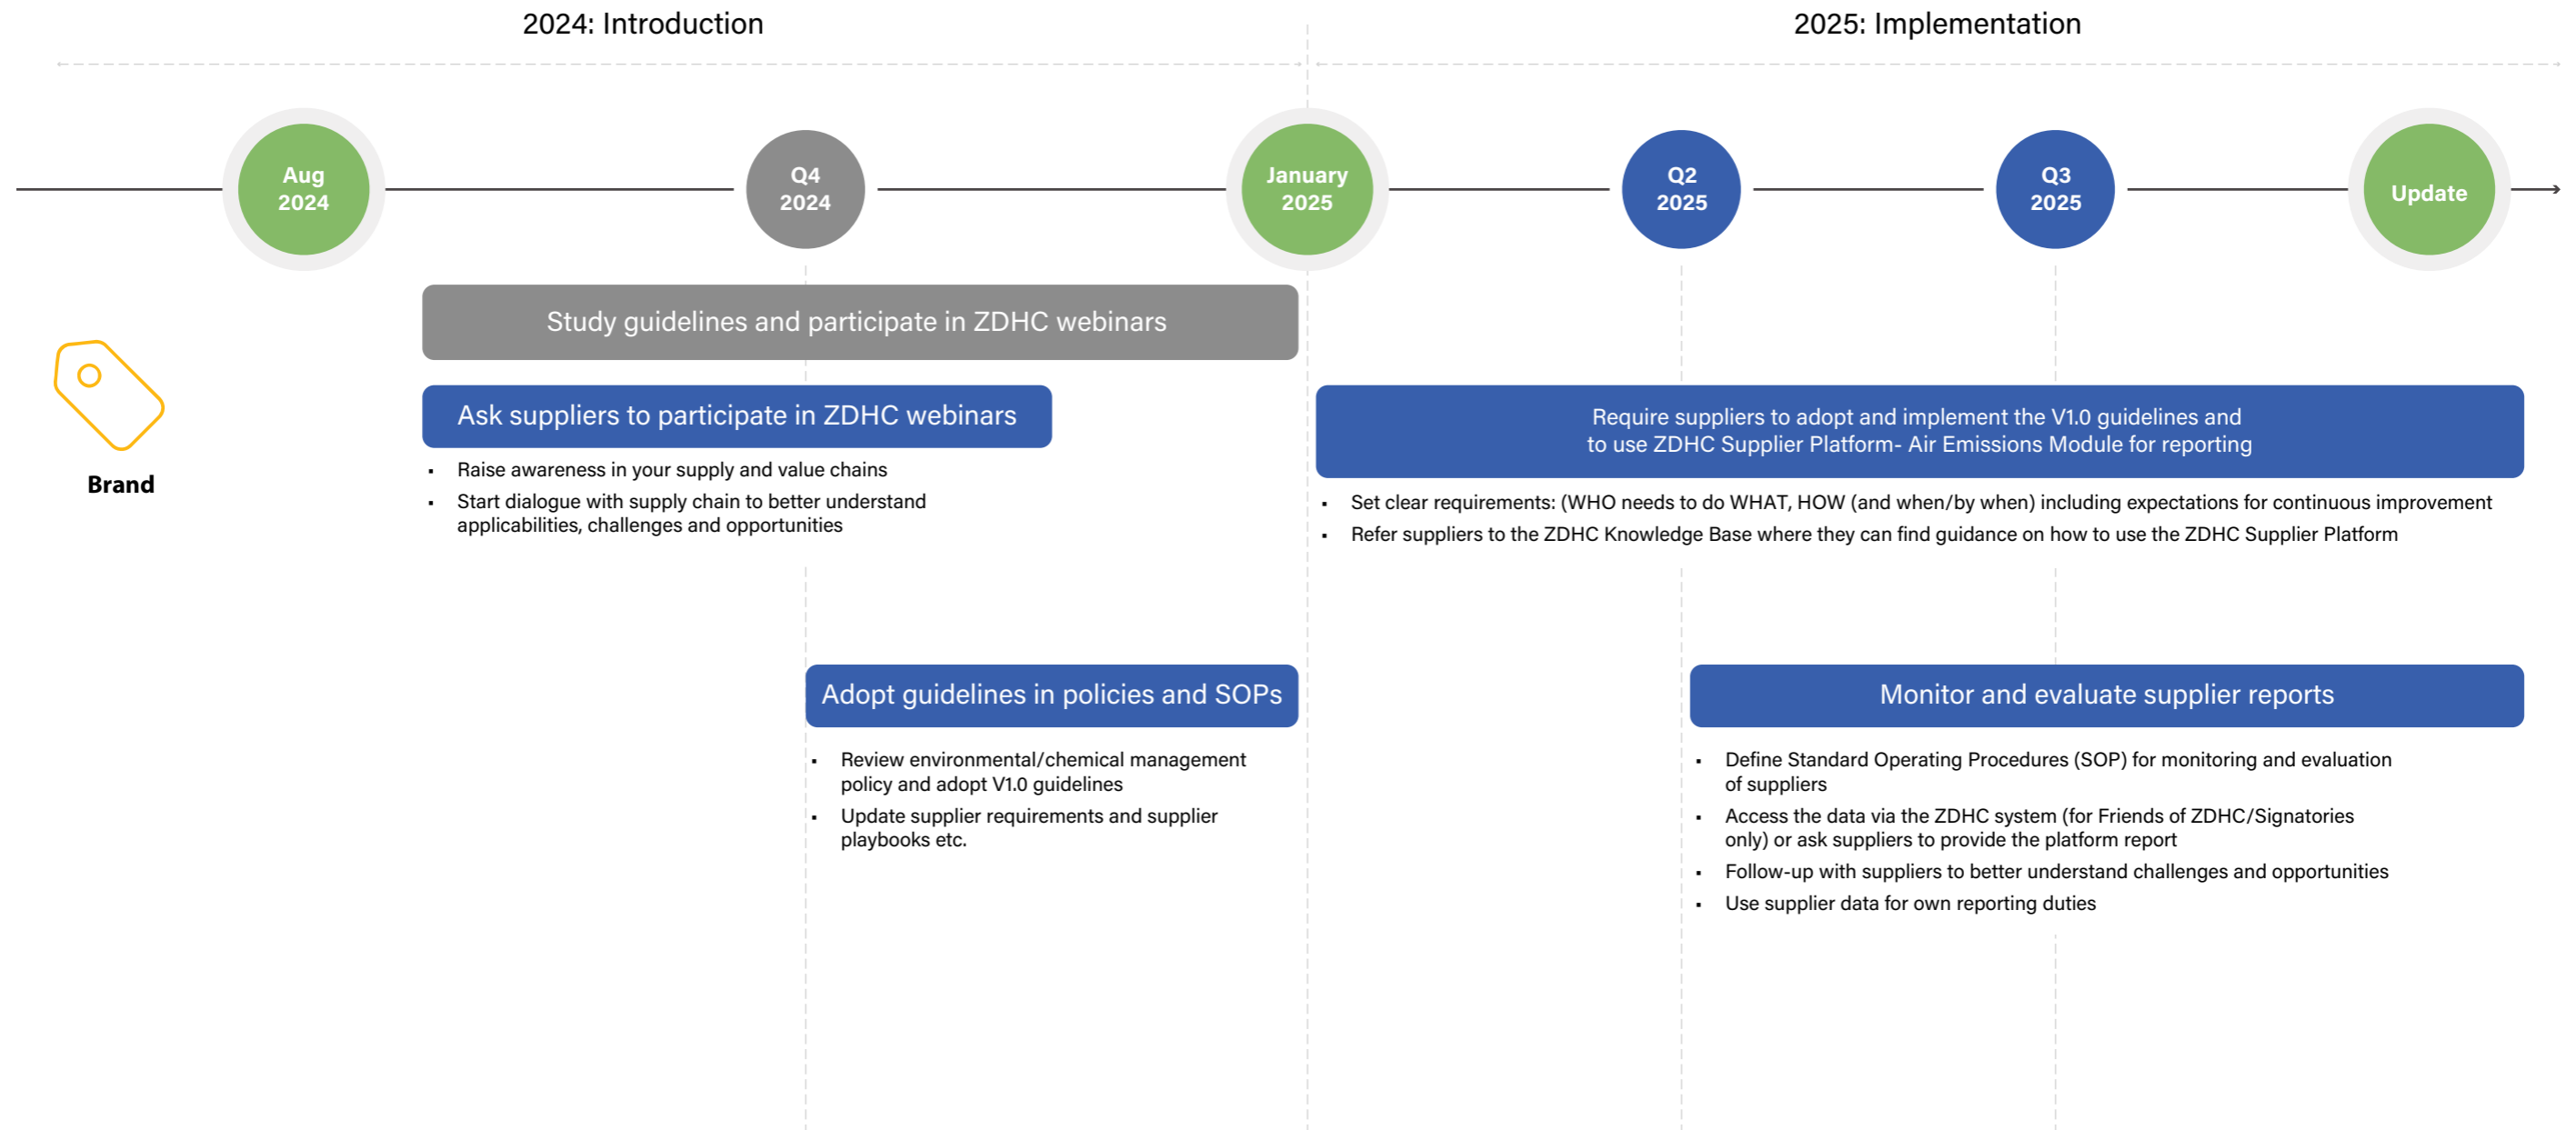 2024: Introduction
2025: Implementation
Aug
2024
Q4
2024
January
2025
Q2
2025
Q3
2025
Update
Brand
Study guidelines and participate in ZDHC webinars
Ask suppliers to participate in ZDHC webinars
▪ Raise awareness in your supply and value chains
▪ Start dialogue with supply chain to better understand
applicabilities, challenges and opportunities
Require suppliers to adopt and implement the V1.0 guidelines and
to use ZDHC Supplier Platform- Air Emissions Module for reporting
▪ Set clear requirements: (WHO needs to do WHAT, HOW (and when/by when) including expectations for continuous improvement
▪ Refer suppliers to the ZDHC Knowledge Base where they can find guidance on how to use the ZDHC Supplier Platform
Adopt guidelines in policies and SOPs
▪ Review environmental/chemical management
policy and adopt V1.0 guidelines
▪ Update supplier requirements and supplier
playbooks etc.
Monitor and evaluate supplier reports
▪ Define Standard Operating Procedures (SOP) for monitoring and evaluation
of suppliers
▪ Access the data via the ZDHC system (for Friends of ZDHC/Signatories
only) or ask suppliers to provide the platform report
▪ Follow-up with suppliers to better understand challenges and opportunities
▪ Use supplier data for own reporting duties